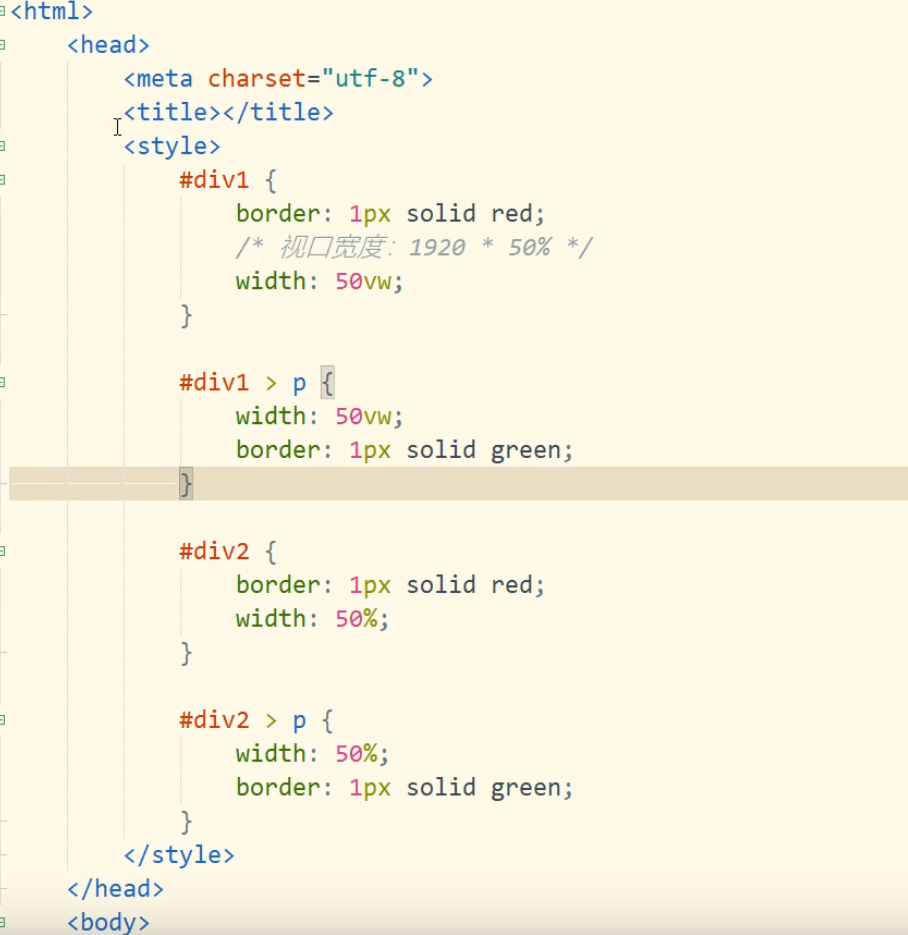 <html>
<head>
<meta charset="utf-8">
<title></title>
<style>
#div1 {
border: 1px solid red;
/* 视口宽度：1920 * 50% */
width: 50vw;
}
#div1 > p {
width: 50vw;
border: 1px solid green;
}
#div2 {
border: 1px solid red;
width: 50%;
}
#div2 > p {
width: 50%;
border: 1px solid green;
}
</style>
</head>
<body>